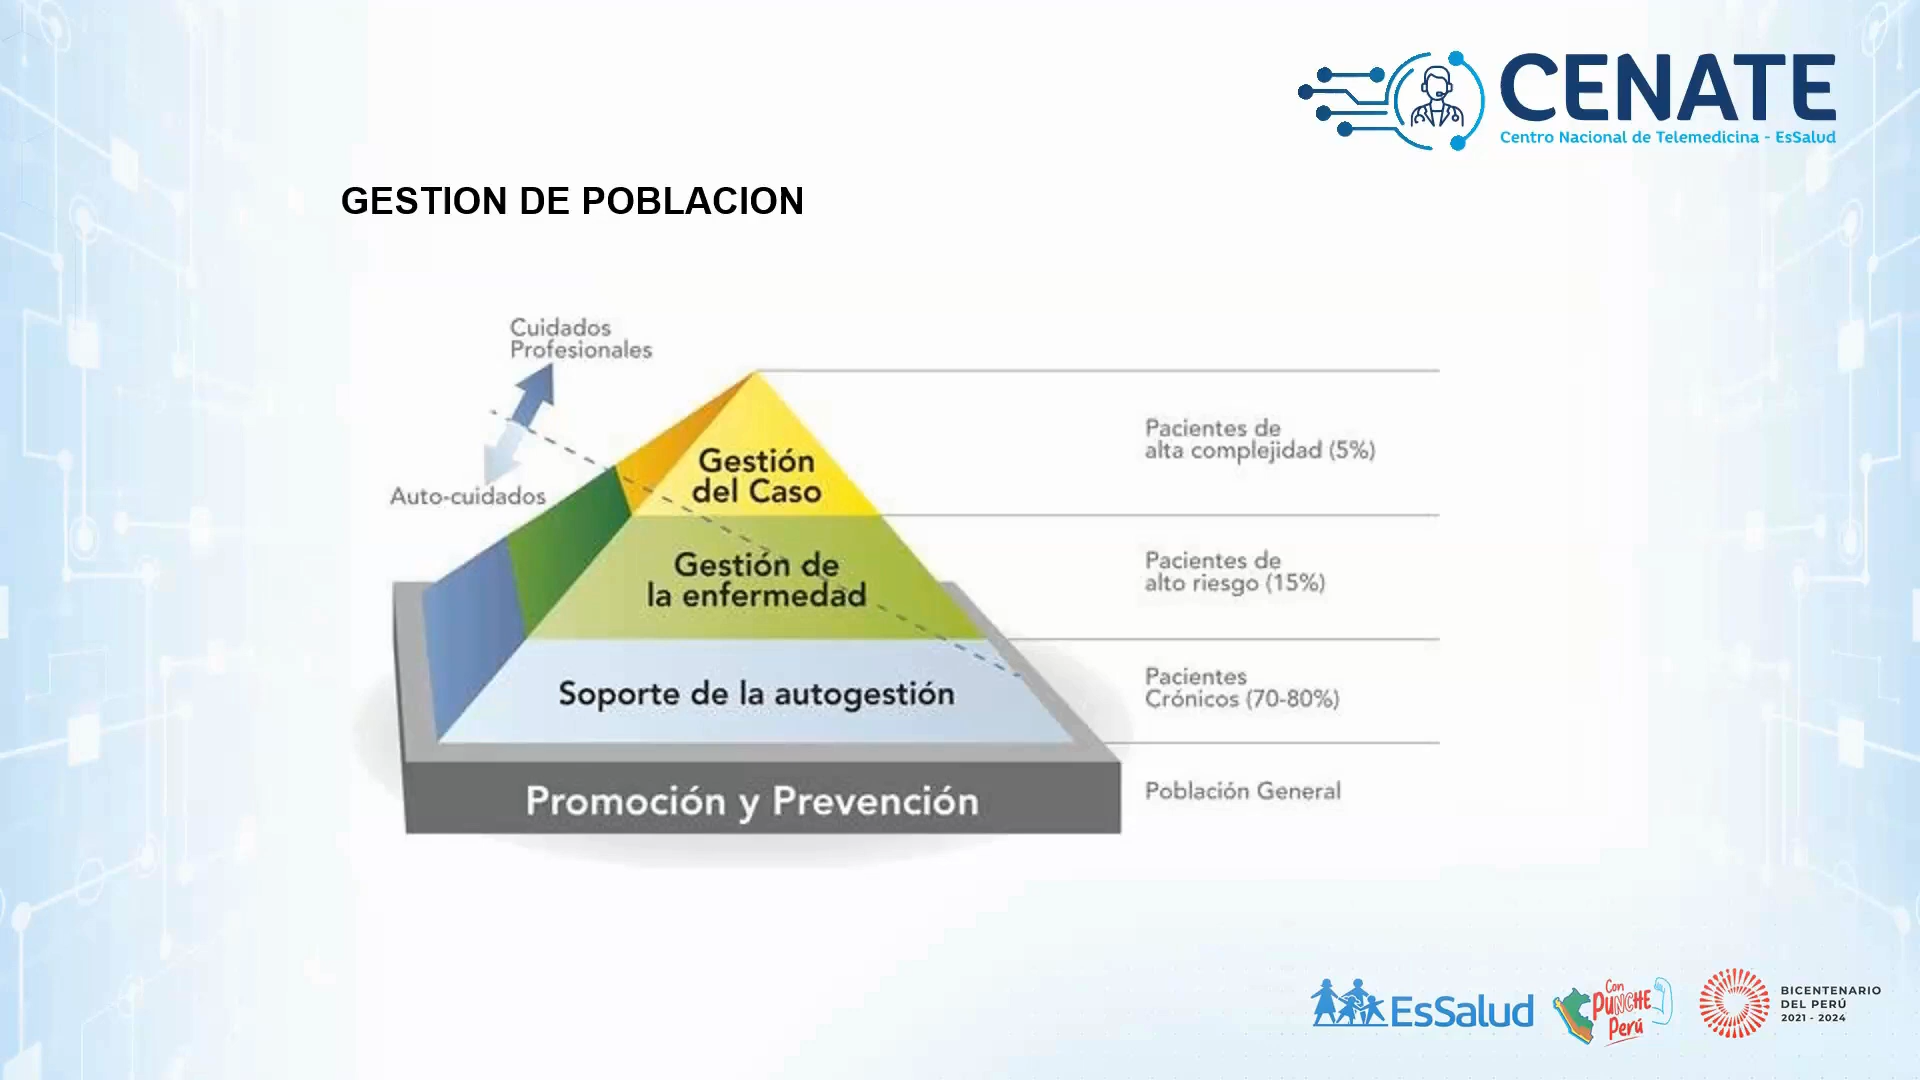 CENATE
Centro Nacional de Telemedicina - EsSalud
GESTION DE POBLACION
Cuidados
Profesionales
Auto-cuidados
Gestión
del Caso
Pacientes de
alta complejidad (5%)
Gestión de
la enfermedad
Pacientes de
alto riesgo (15%)
Soporte de la autogestión
Pacientes
Crónicos (70-80%)
Promoción y Prevención
Población General
EsSalud
Con
PUNCHE
Perú
BICENTENARIO
DEL PERÚ
2021 - 2024